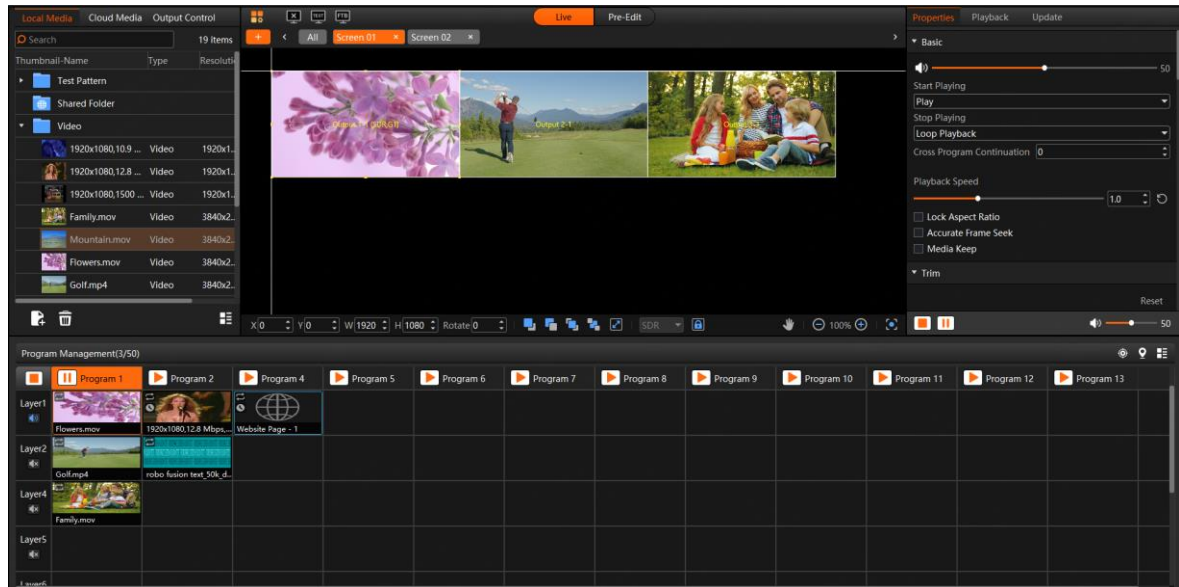 Local Media Cloud Media Output Control
Search 19 items
Thumbnail-Name Type Resoluti
Test Pattern
Shared Folder
Video
1920x1080,10.9 ... Video 1920x1..
1920x1080,12.8 ... Video 1920x1..
1920x1080,1500 ... Video 1920x1..
Family.mov Video 3840x2..
Mountain.mov Video 3840x2..
Flowers.mov Video 3840x2..
Golf.mp4 Video 3840x2..
TEST FTB Live Pre-Edit
+ All Screen 01 × Screen 02 ×
Output 2-1
X 0 Y 0 W 1920 H 1080 Rotate 0 SDR 100%
Properties Playback Update
Basic
50
Start Playing
Play
Stop Playing
Loop Playback
Cross Program Continuation 0
Playback Speed
1.0
Lock Aspect Ratio
Accurate Frame Seek
Media Keep
Trim
Reset
50
Program Management(3/50)
Program 1 Program 2 Program 4 Program 5 Program 6 Program 7 Program 8 Program 9 Program 10 Program 11 Program 12 Program 13
Layer1
Flowers.mov 1920x1080,12.8 Mbps,... Website Page - 1
Layer2
Golf.mp4 robo fusion text_50k_d...
Layer4
Family.mov
Layer5
Layer6